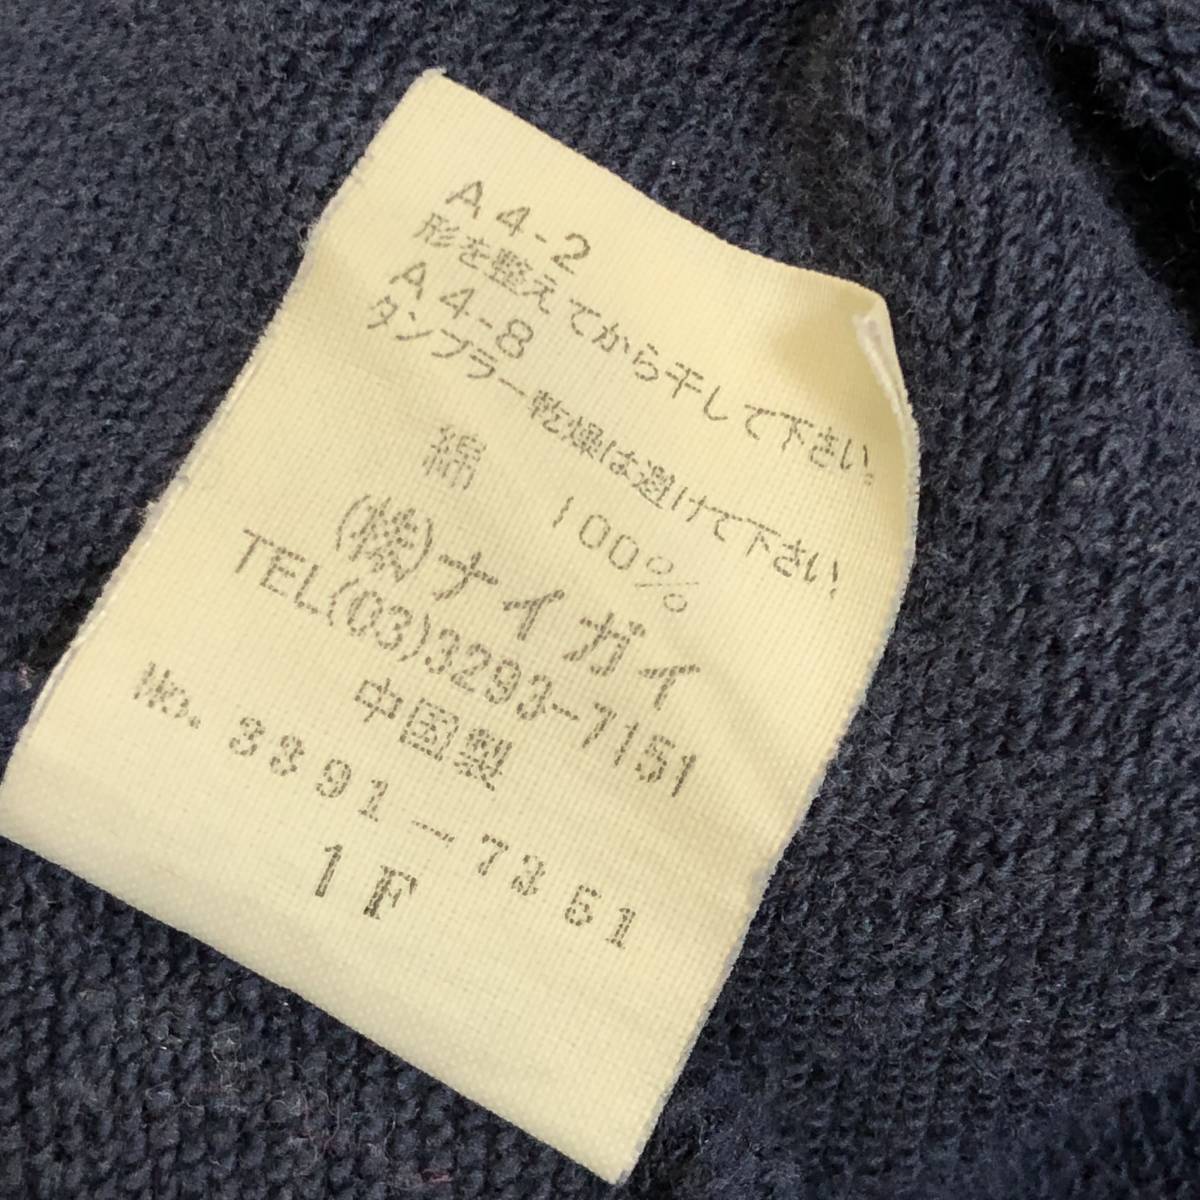 A4-2
形を整えてから干して下さい。
A4-8
タンブラー乾燥は避けて下さい。
綿 100%
(株)ナイガイ
TEL(03)3293-7151
中国製
No. 3391-7351
1F